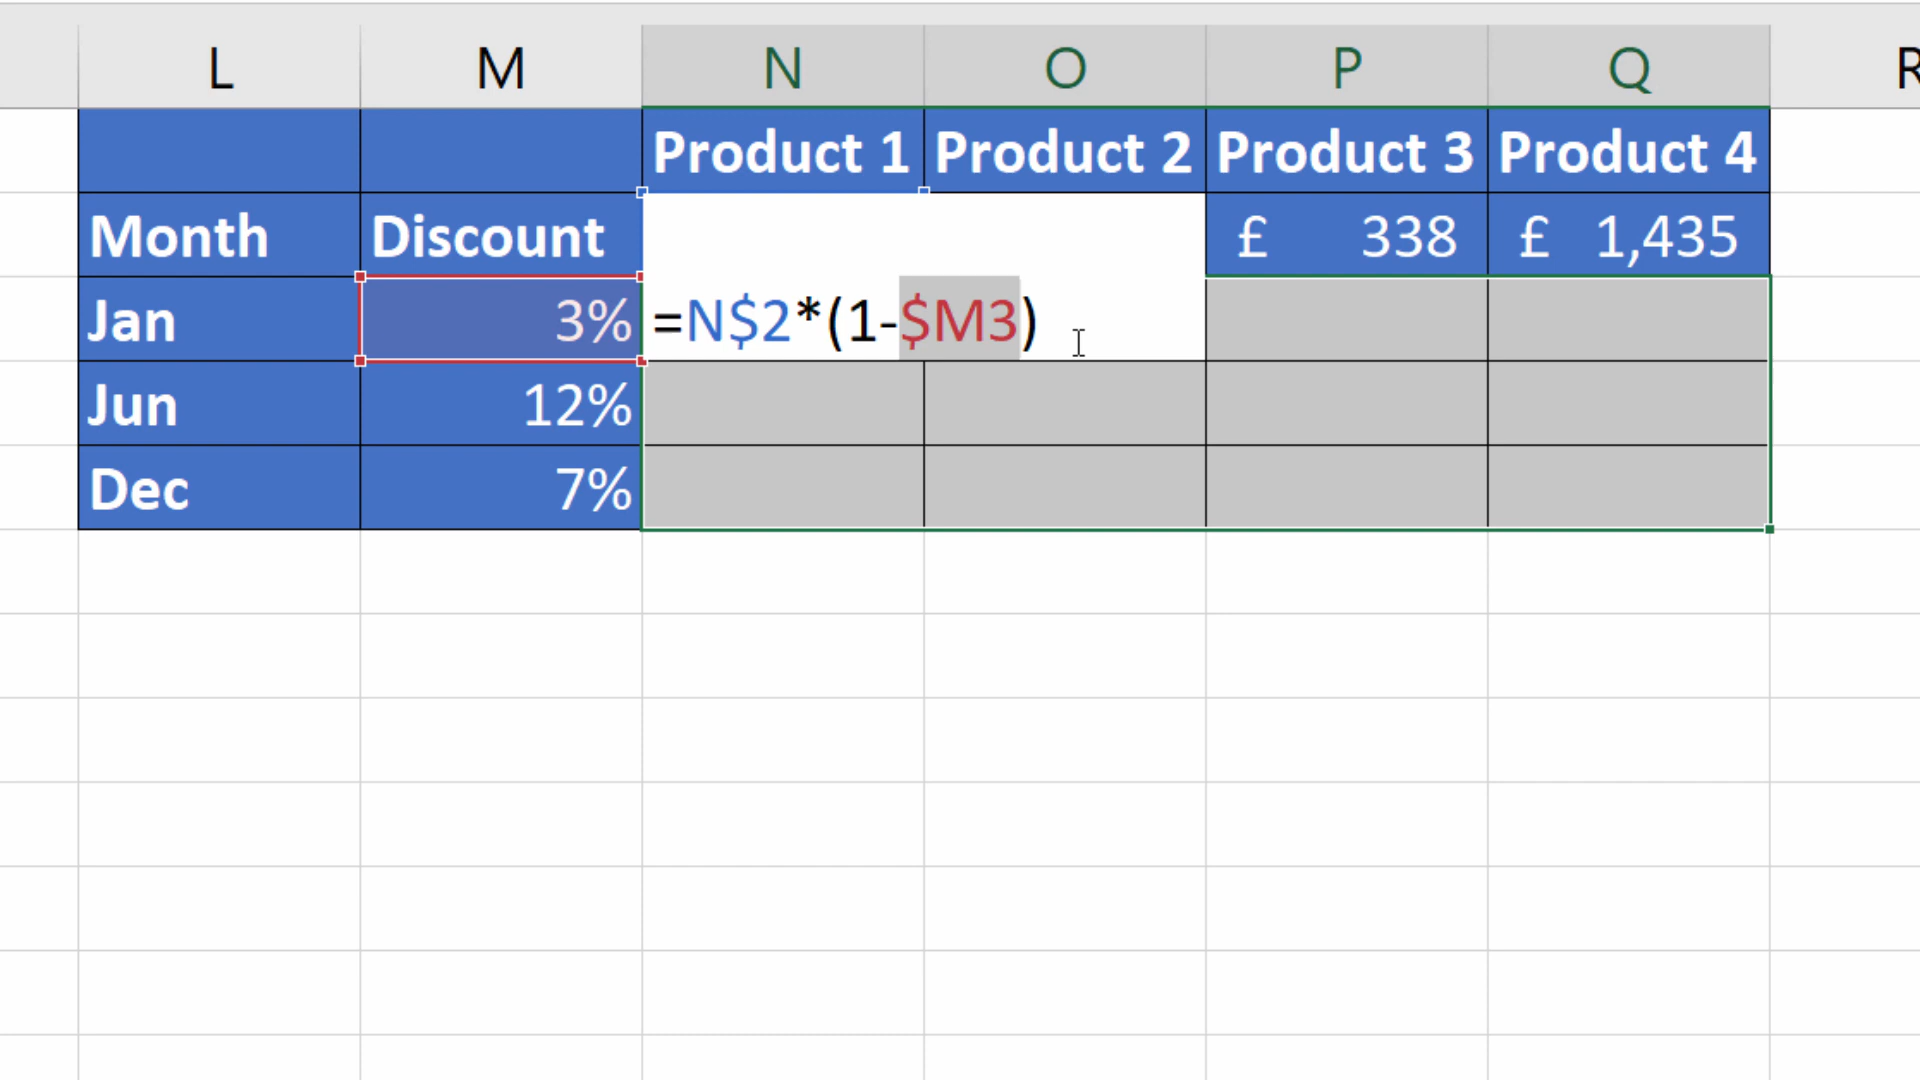 L M N O P Q R
Product 1 Product 2 Product 3 Product 4
Month Discount £ 338 £ 1,435
Jan 3% =N$2*(1-$M3)
Jun 12%
Dec 7%